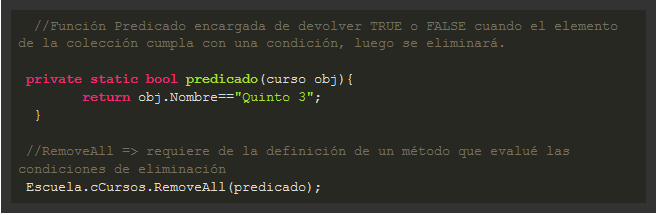 //Función Predicado encargada de devolver TRUE o FALSE cuando el elemento
de la colección cumpla con una condición, luego se eliminará.
private static bool predicado(curso obj){
return obj.Nombre=="Quinto 3";
}
//RemoveAll => requiere de la definición de un método que evalué las
condiciones de eliminación
Escuela.cCursos.RemoveAll(predicado);